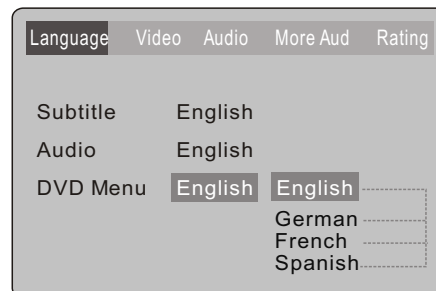 Language Video Audio More Aud Rating
Subtitle English
Audio English
DVD Menu English English
German
French
Spanish